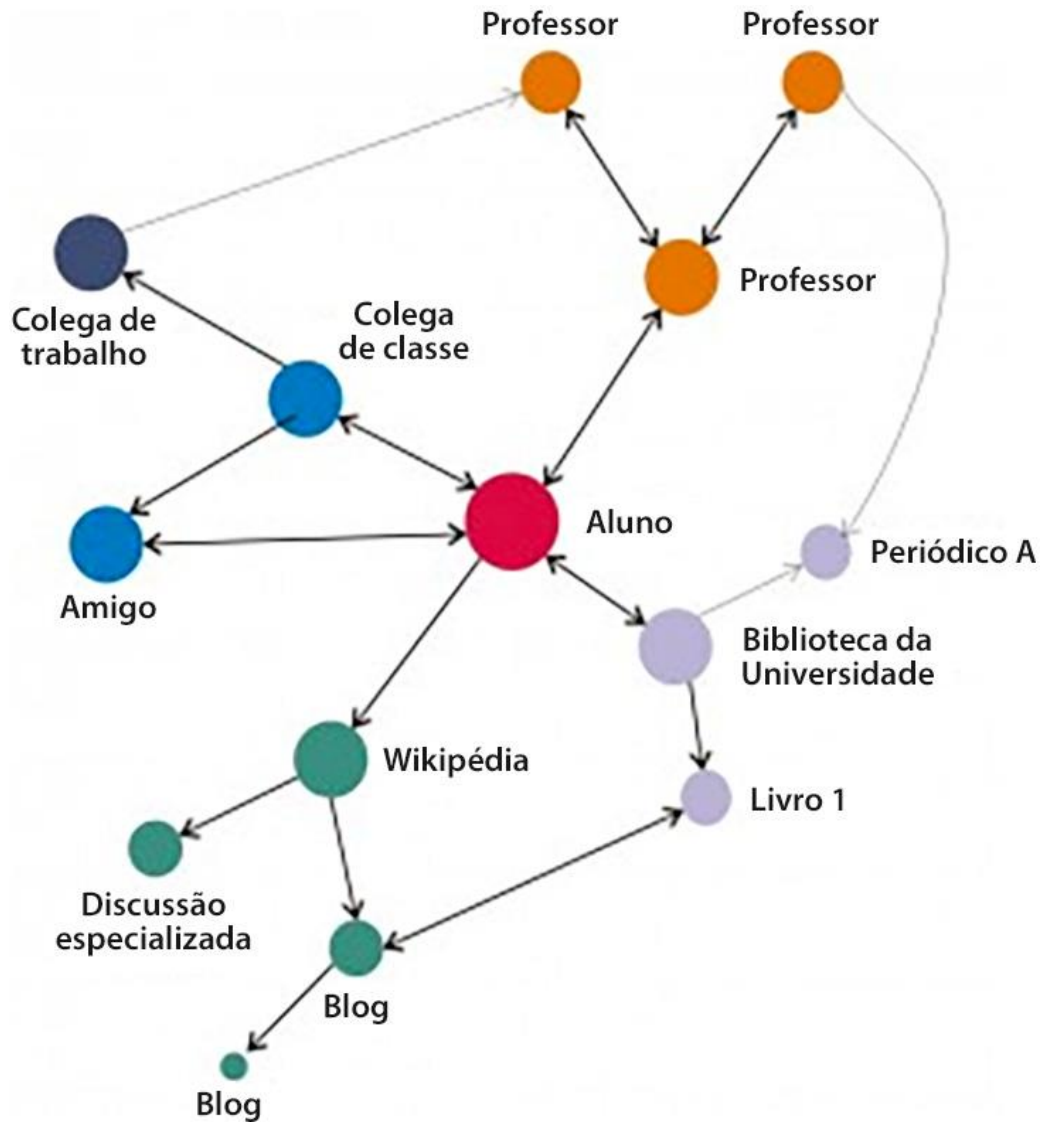 Professor
Professor
Professor
Colega de
trabalho
Colega
de classe
Aluno
Periódico A
Amigo
Biblioteca da
Universidade
Wikipédia
Livro 1
Discussão
especializada
Blog
Blog